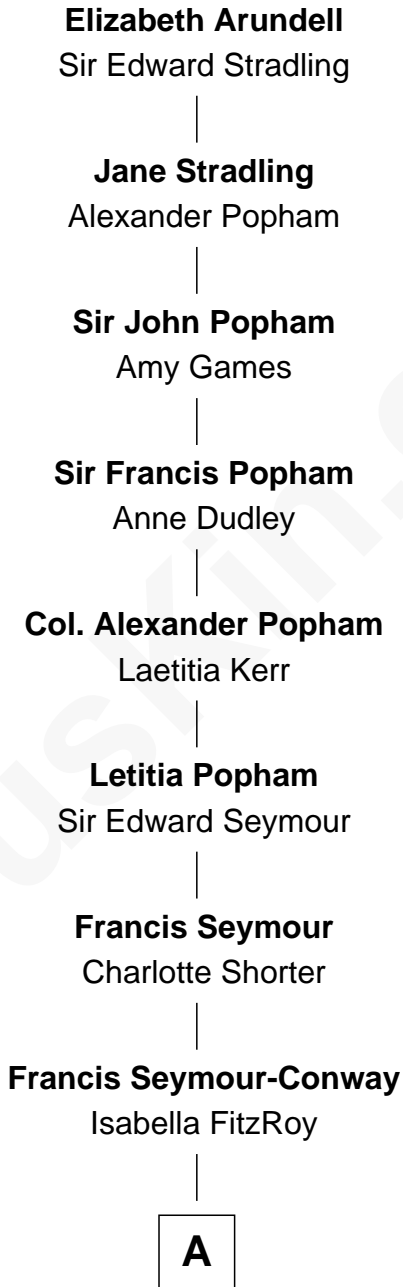 Elizabeth Arundell
Sir Edward Stradling
Jane Stradling
Alexander Popham
Sir John Popham
Amy Games
Sir Francis Popham
Anne Dudley
Col. Alexander Popham
Laetitia Kerr
Letitia Popham
Sir Edward Seymour
Francis Seymour
Charlotte Shorter
Francis Seymour-Conway
Isabella FitzRoy
A